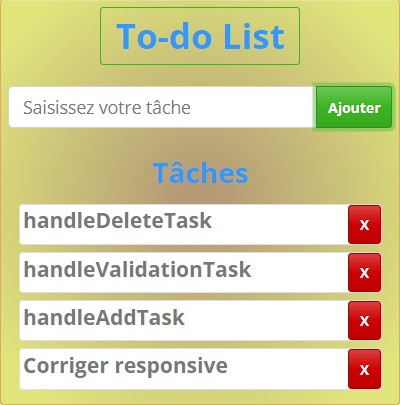 To-do List
Saisissez votre tâche
Ajouter
Tâches
handleDeleteTask
X
handleValidationTask
X
handleAddTask
X
Corriger responsive
X